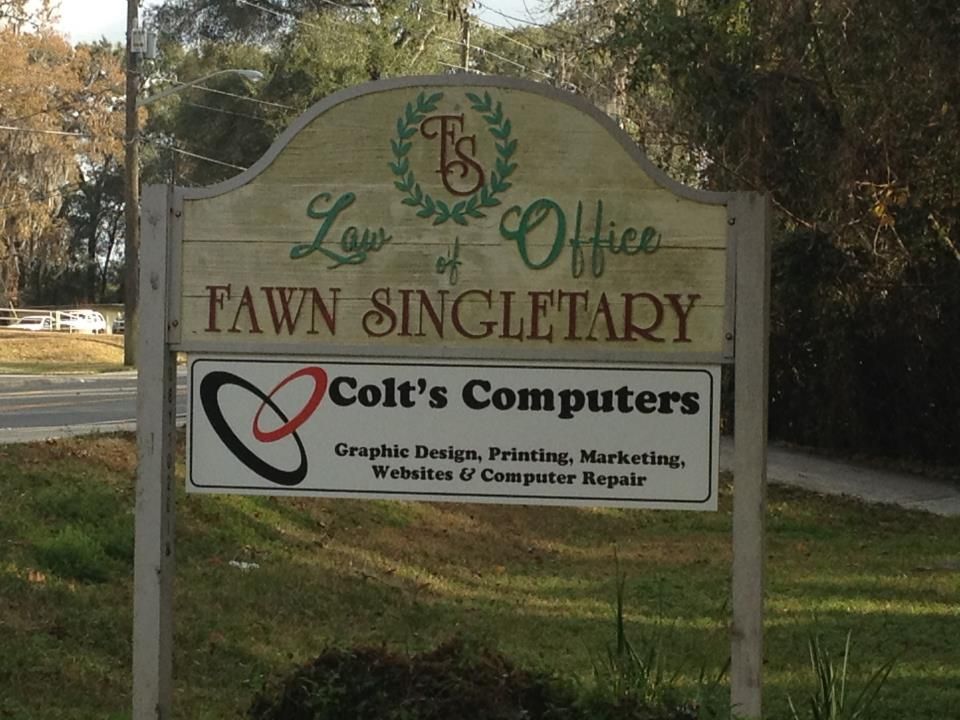 FS
Law of Office
FAWN SINGLETARY
Colt's Computers
Graphic Design, Printing, Marketing,
Websites & Computer Repair